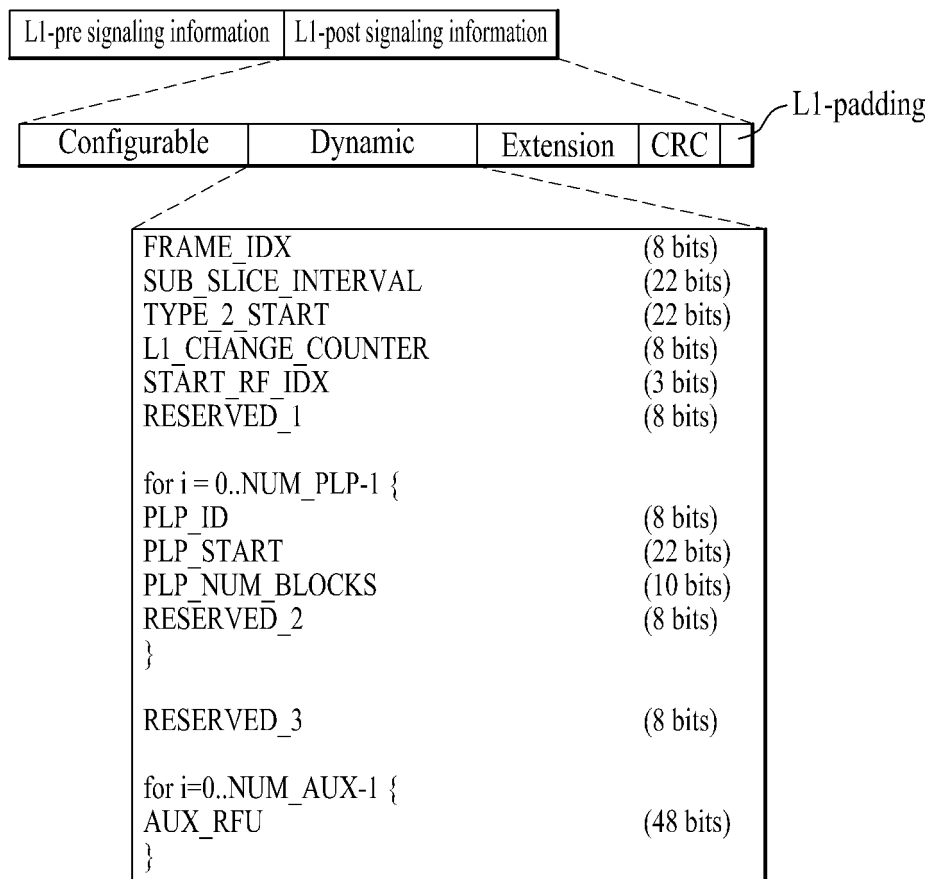 L1-pre signaling information L1-post signaling information
L1-padding
Configurable Dynamic Extension CRC
FRAME_IDX (8 bits)
SUB_SLICE_INTERVAL (22 bits)
TYPE_2_START (22 bits)
L1_CHANGE_COUNTER (8 bits)
START_RF_IDX (3 bits)
RESERVED_1 (8 bits)
for i = 0..NUM_PLP-1 {
PLP_ID (8 bits)
PLP_START (22 bits)
PLP_NUM_BLOCKS (10 bits)
RESERVED_2 (8 bits)
}
RESERVED_3 (8 bits)
for i=0..NUM_AUX-1 {
AUX_RFU (48 bits)
}